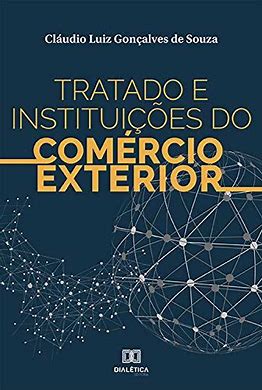 Cláudio Luiz Gonçalves de Souza
TRATADO E
INSTITUIÇÕES DO
COMÉRCIO
EXTERIOR
DIALÉTICA